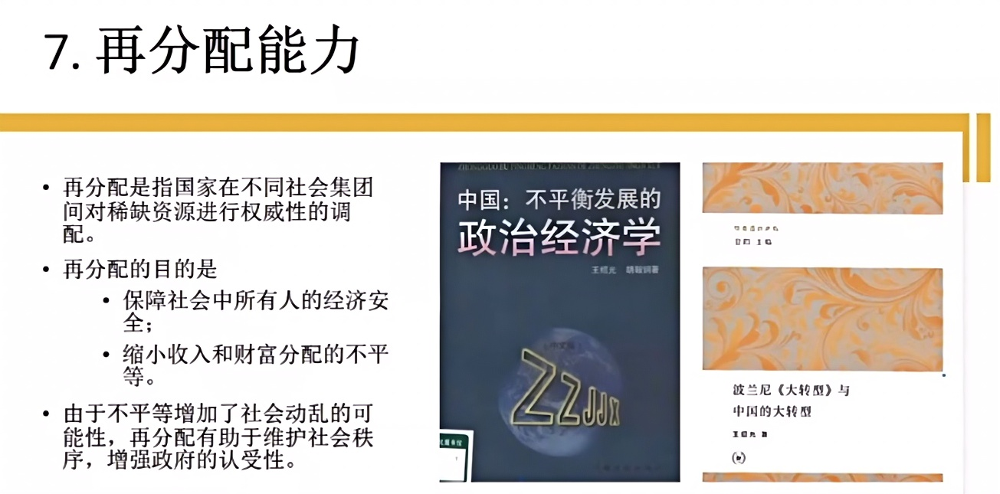 7. 再分配能力
• 再分配是指国家在不同社会集团
间对稀缺资源进行权威性的调
配。
• 再分配的目的是
• 保障社会中所有人的经济安
全；
• 缩小收入和财富分配的不平
等。
• 由于不平等增加了社会动乱的可
能性，再分配有助于维护社会秩
序，增强政府的认受性。
中国：不平衡发展的
政治经济学
王绍光 胡鞍钢著
ZZJJX
波兰尼《大转型》与
中国的大转型
王绍光 著